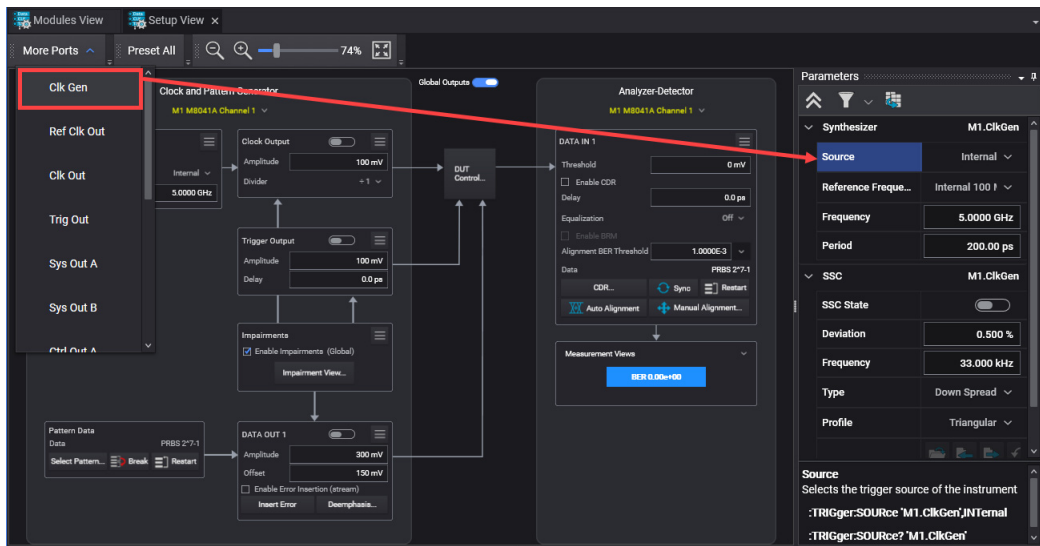 Modules View
Setup View ×
More Ports
Preset All
74%
Clk Gen
Ref Clk Out
Clk Out
Trig Out
Sys Out A
Sys Out B
Ctrl Out A
Clock and Pattern Generator
M1 M8041A Channel 1
Internal
5.0000 GHz
Clock Output
Amplitude 100 mV
Divider ÷1
Trigger Output
Amplitude 100 mV
Delay 0.0 ps
Impairments
Enable Impairments (Global)
Impairment View...
Pattern Data
Data PRBS 2^7-1
Select Pattern... Break Restart
DATA OUT 1
Amplitude 300 mV
Offset 150 mV
Enable Error Insertion (stream)
Insert Error Deemphasis...
Global Outputs
DUT
Control...
Analyzer-Detector
M1 M8041A Channel 1
DATA IN 1
Threshold 0 mV
Enable CDR
Delay 0.0 ps
Equalization Off
Enable BRM
Alignment BER Threshold 1.0000E-3
Data PRBS 2^7-1
CDR... Sync Restart
Auto Alignment Manual Alignment...
Measurement Views
BER 0.00e+00
Parameters
Synthesizer M1.ClkGen
Source Internal
Reference Freque... Internal 100 M
Frequency 5.0000 GHz
Period 200.00 ps
SSC M1.ClkGen
SSC State
Deviation 0.500 %
Frequency 33.000 kHz
Type Down Spread
Profile Triangular
Source
Selects the trigger source of the instrument
:TRIGger:SOURce 'M1.ClkGen',INTernal
:TRIGger:SOURce? 'M1.ClkGen'